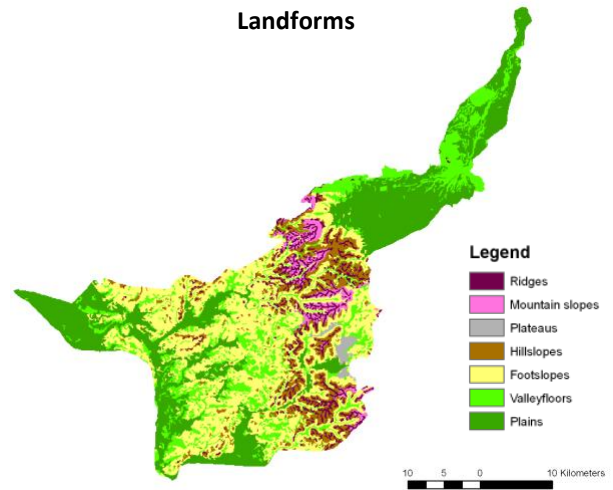 Landforms
Legend
Ridges
Mountain slopes
Plateaus
Hillslopes
Footslopes
Valleyfloors
Plains
10 5 0 10 Kilometers